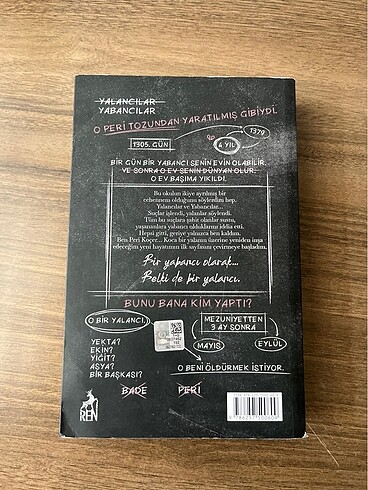 YALANCILAR
YABANCILAR
O PERİ TOZUNDAN YARATILMIŞ GİBİYDİ.
1379
1305. GÜN
4 YIL
BİR GÜN BİR YABANCI SENİN EVİN OLABİLİR.
VE SONRA O EV SENİN DÜNYAN OLUR.
O EV BAŞIMA YIKILDI.
Bu okulun ikiye ayrılmış bir
cehennem olduğunu söylerdim hep.
Yalancılar ve Yabancılar...
Suçlar işlendi, yalanlar söylendi.
Tüm bu suçlara şahit olanlar sustu,
yaşananlara yabancı olduklarını iddia etti.
Hepsi gitti, geriye yalnızca ben kaldım.
Ben Peri Koçer... Koca bir yalanın üzerine yeniden inşa
edeceğim yeni hayatımın ilk sayfasını çevirmeye başladım.
Bir yabancı olarak...
Belki de bir yalancı.
BUNU BANA KİM YAPTI?
O BİR YALANCI.
MEZUNİYETTEN
3 AY SONRA
MAYIS
EYLÜL
YEKTA?
EKİN?
YİĞİT?
ASYA?
BİR BAŞKASI?
O BENİ ÖLDÜRMEK İSTİYOR.
BADE
PERİ
REN